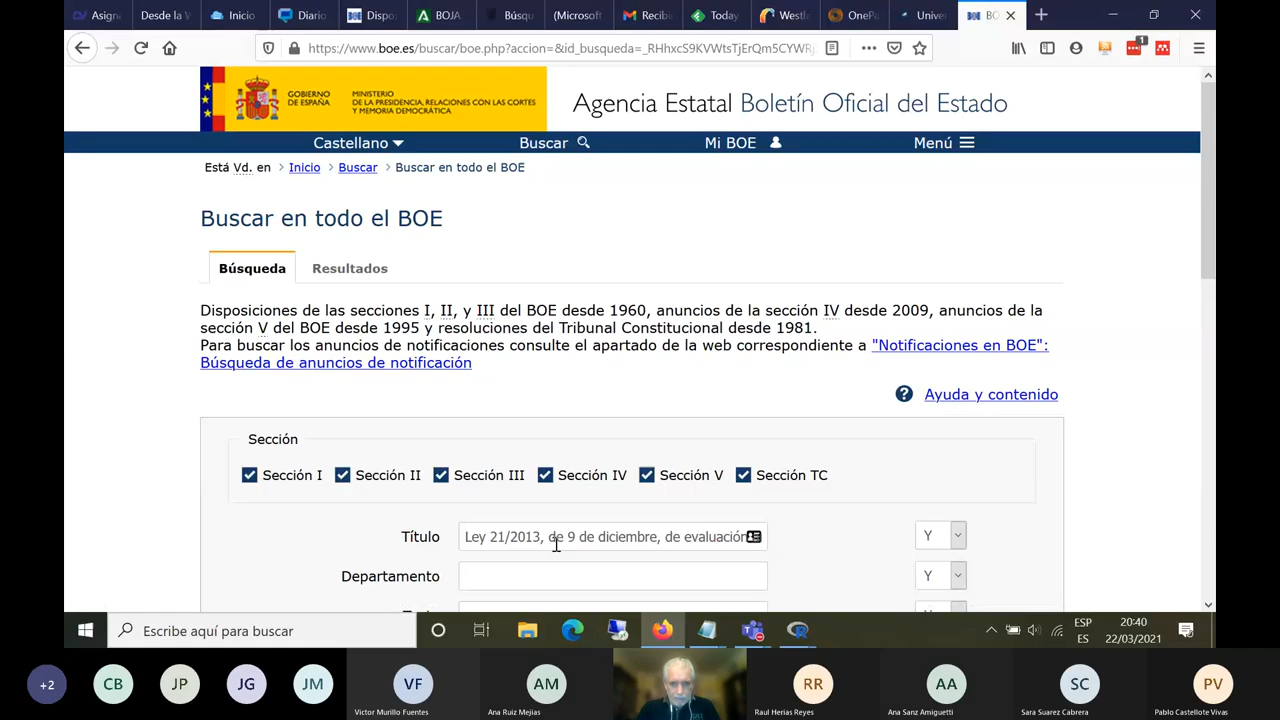 Asigna
Desde la W
Inicio
Diario
Dispo
BOJA
Búsqu
(Microsoft
Recibi
Today
Westla
OnePa
Univer
BO
https://www.boe.es/buscar/boe.php?accion=&id_busqueda=_RHhxcS9KVWtsTjErQm5CYWR
1
GOBIERNO
DE ESPAÑA
MINISTERIO
DE LA PRESIDENCIA, RELACIONES CON LAS CORTES
Y MEMORIA DEMOCRÁTICA
Agencia Estatal Boletín Oficial del Estado
Castellano
Buscar
Mi BOE
Menú
Está Vd. en > Inicio > Buscar > Buscar en todo el BOE
Buscar en todo el BOE
Búsqueda
Resultados
Disposiciones de las secciones I, II, y III del BOE desde 1960, anuncios de la sección IV desde 2009, anuncios de la
sección V del BOE desde 1995 y resoluciones del Tribunal Constitucional desde 1981.
Para buscar los anuncios de notificaciones consulte el apartado de la web correspondiente a "Notificaciones en BOE":
Búsqueda de anuncios de notificación
? Ayuda y contenido
Sección
Sección I
Sección II
Sección III
Sección IV
Sección V
Sección TC
Título
Ley 21/2013, de 9 de diciembre, de evaluación
Y
Departamento
Y
Escribe aquí para buscar
ESP
ES
20:40
22/03/2021
+2
CB
JP
JG
JM
VF
Victor Murillo Fuentes
AM
Ana Ruiz Mejias
RR
Raul Herias Reyes
AA
Ana Sanz Amiguetti
SC
Sara Suarez Cabrera
PV
Pablo Castellote Vivas